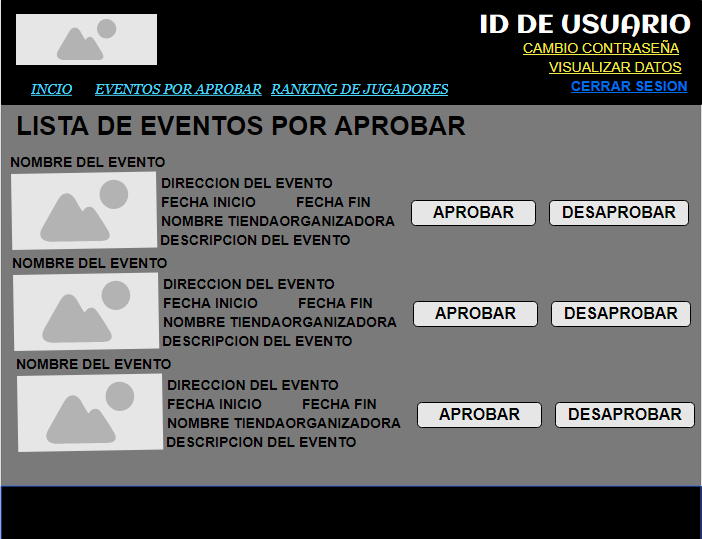 ID DE USUARIO
CAMBIO CONTRASEÑA
VISUALIZAR DATOS
CERRAR SESION
INCIO EVENTOS POR APROBAR RANKING DE JUGADORES
LISTA DE EVENTOS POR APROBAR
NOMBRE DEL EVENTO
DIRECCION DEL EVENTO
FECHA INICIO FECHA FIN
NOMBRE TIENDAORGANIZADORA
DESCRIPCION DEL EVENTO
APROBAR DESAPROBAR
NOMBRE DEL EVENTO
DIRECCION DEL EVENTO
FECHA INICIO FECHA FIN
NOMBRE TIENDAORGANIZADORA
DESCRIPCION DEL EVENTO
APROBAR DESAPROBAR
NOMBRE DEL EVENTO
DIRECCION DEL EVENTO
FECHA INICIO FECHA FIN
NOMBRE TIENDAORGANIZADORA
DESCRIPCION DEL EVENTO
APROBAR DESAPROBAR